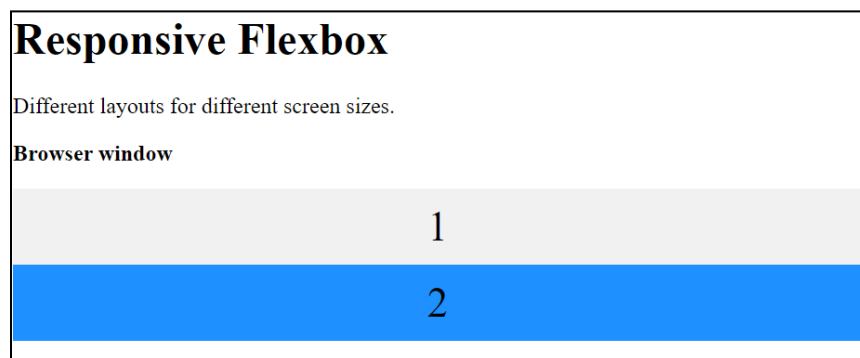 Responsive Flexbox
Different layouts for different screen sizes.
Browser window
1
2